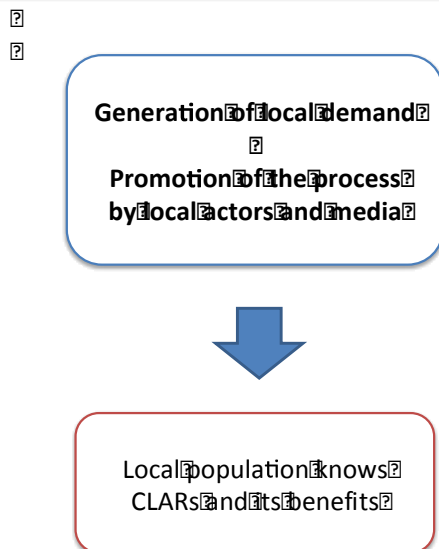 Generation of local demand
Promotion of the process
by local actors and media
Local population knows
CLARs and its benefits